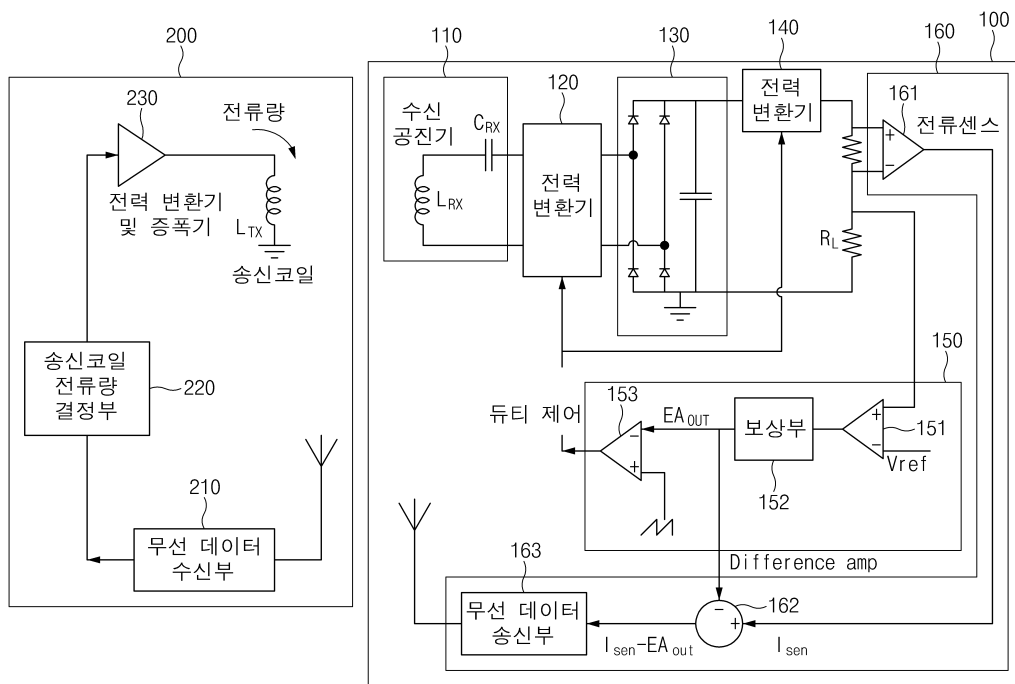 200
230
전류량
전력 변환기
및 증폭기
L_TX
송신코일
송신코일
전류량
결정부
220
210
무선 데이터
수신부
100
110
수신
공진기
C_RX
L_RX
120
전력
변환기
130
140
전력
변환기
160
161
+
−
전류센스
R_L
150
듀티 제어
153
−
+
EA_OUT
보상부
152
+
−
151
Vref
Difference amp
163
무선 데이터
송신부
I_sen-EA_out
−
+
162
I_sen